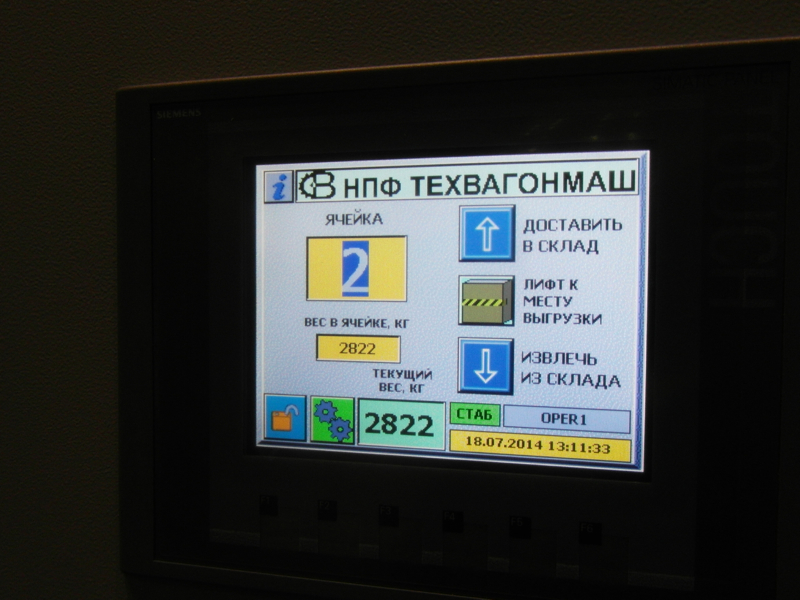 SIEMENS
TOUCH
i НПФ ТЕХВАГОНМАШ
ЯЧЕЙКА
2
ВЕС В ЯЧЕЙКЕ, КГ
2822
ТЕКУЩИЙ
ВЕС, КГ
2822
ДОСТАВИТЬ
В СКЛАД
ЛИФТ К
МЕСТУ
ВЫГРУЗКИ
ИЗВЛЕЧЬ
ИЗ СКЛАДА
СТАБ
OPER1
18.07.2014 13:11:33